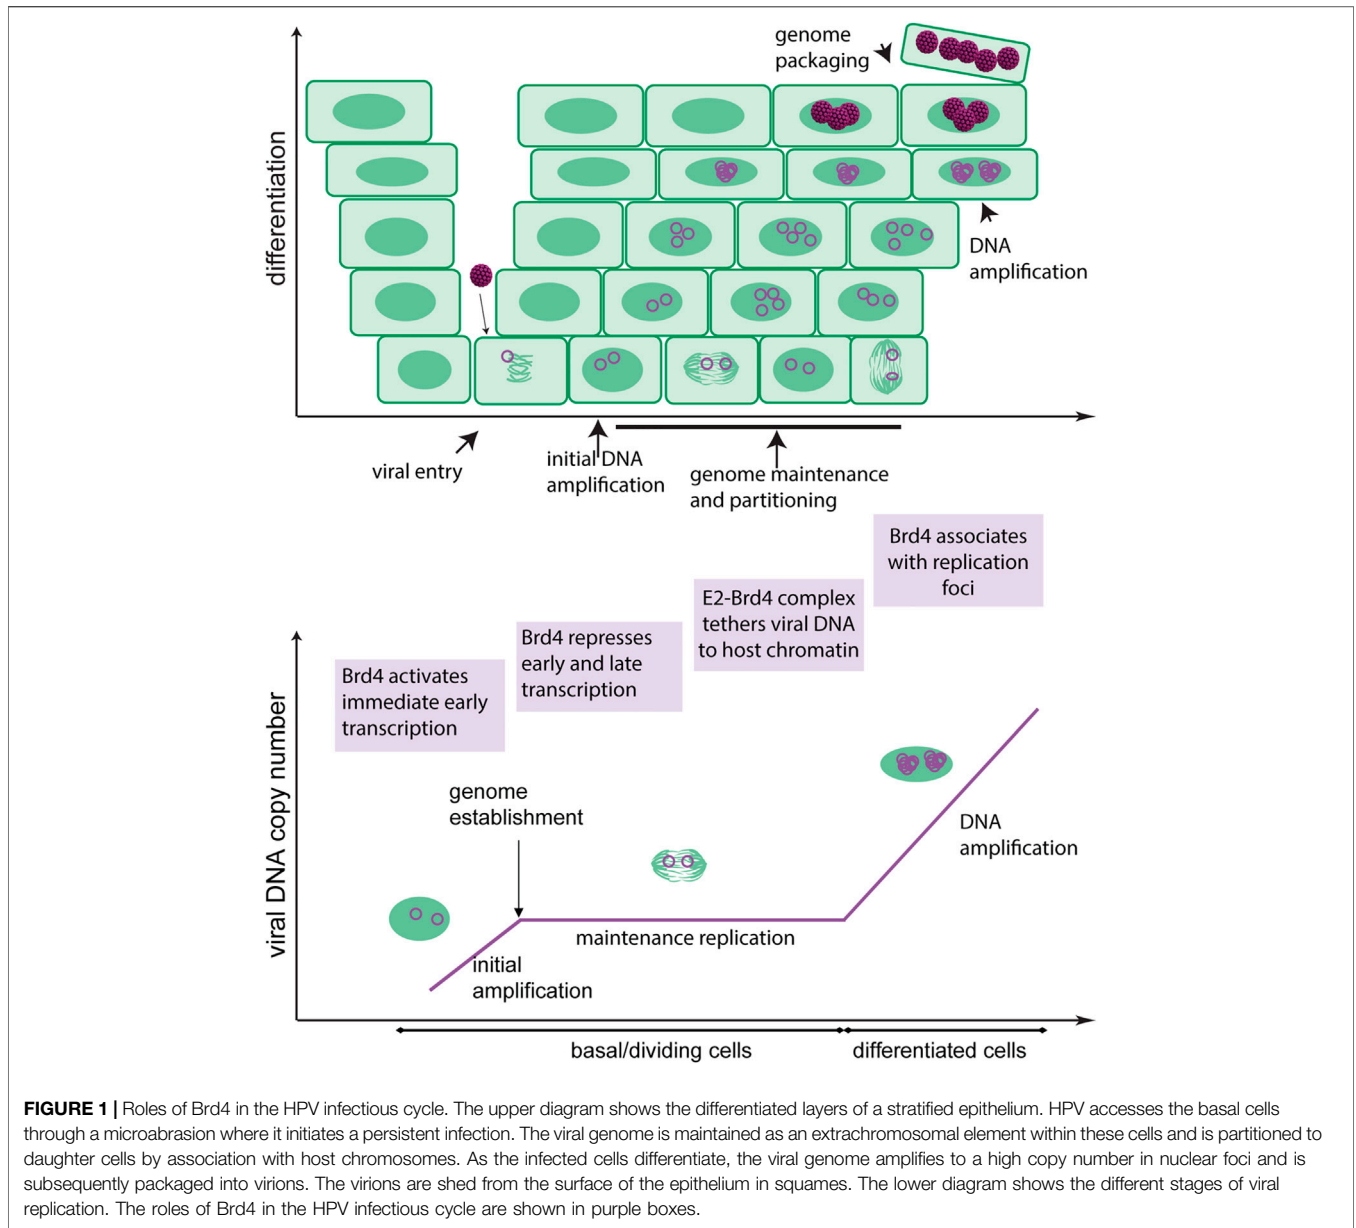 genome
packaging
differentiation
DNA
amplification
viral entry
initial DNA
amplification
genome maintenance
and partitioning
Brd4 associates
with replication
foci
E2-Brd4 complex
tethers viral DNA
to host chromatin
Brd4 represses
early and late
transcription
Brd4 activates
immediate early
transcription
viral DNA copy number
genome
establishment
DNA
amplification
maintenance replication
initial
amplification
basal/dividing cells
differentiated cells
FIGURE 1 | Roles of Brd4 in the HPV infectious cycle. The upper diagram shows the differentiated layers of a stratified epithelium. HPV accesses the basal cells
through a microabrasion where it initiates a persistent infection. The viral genome is maintained as an extrachromosomal element within these cells and is partitioned to
daughter cells by association with host chromosomes. As the infected cells differentiate, the viral genome amplifies to a high copy number in nuclear foci and is
subsequently packaged into virions. The virions are shed from the surface of the epithelium in squames. The lower diagram shows the different stages of viral
replication. The roles of Brd4 in the HPV infectious cycle are shown in purple boxes.